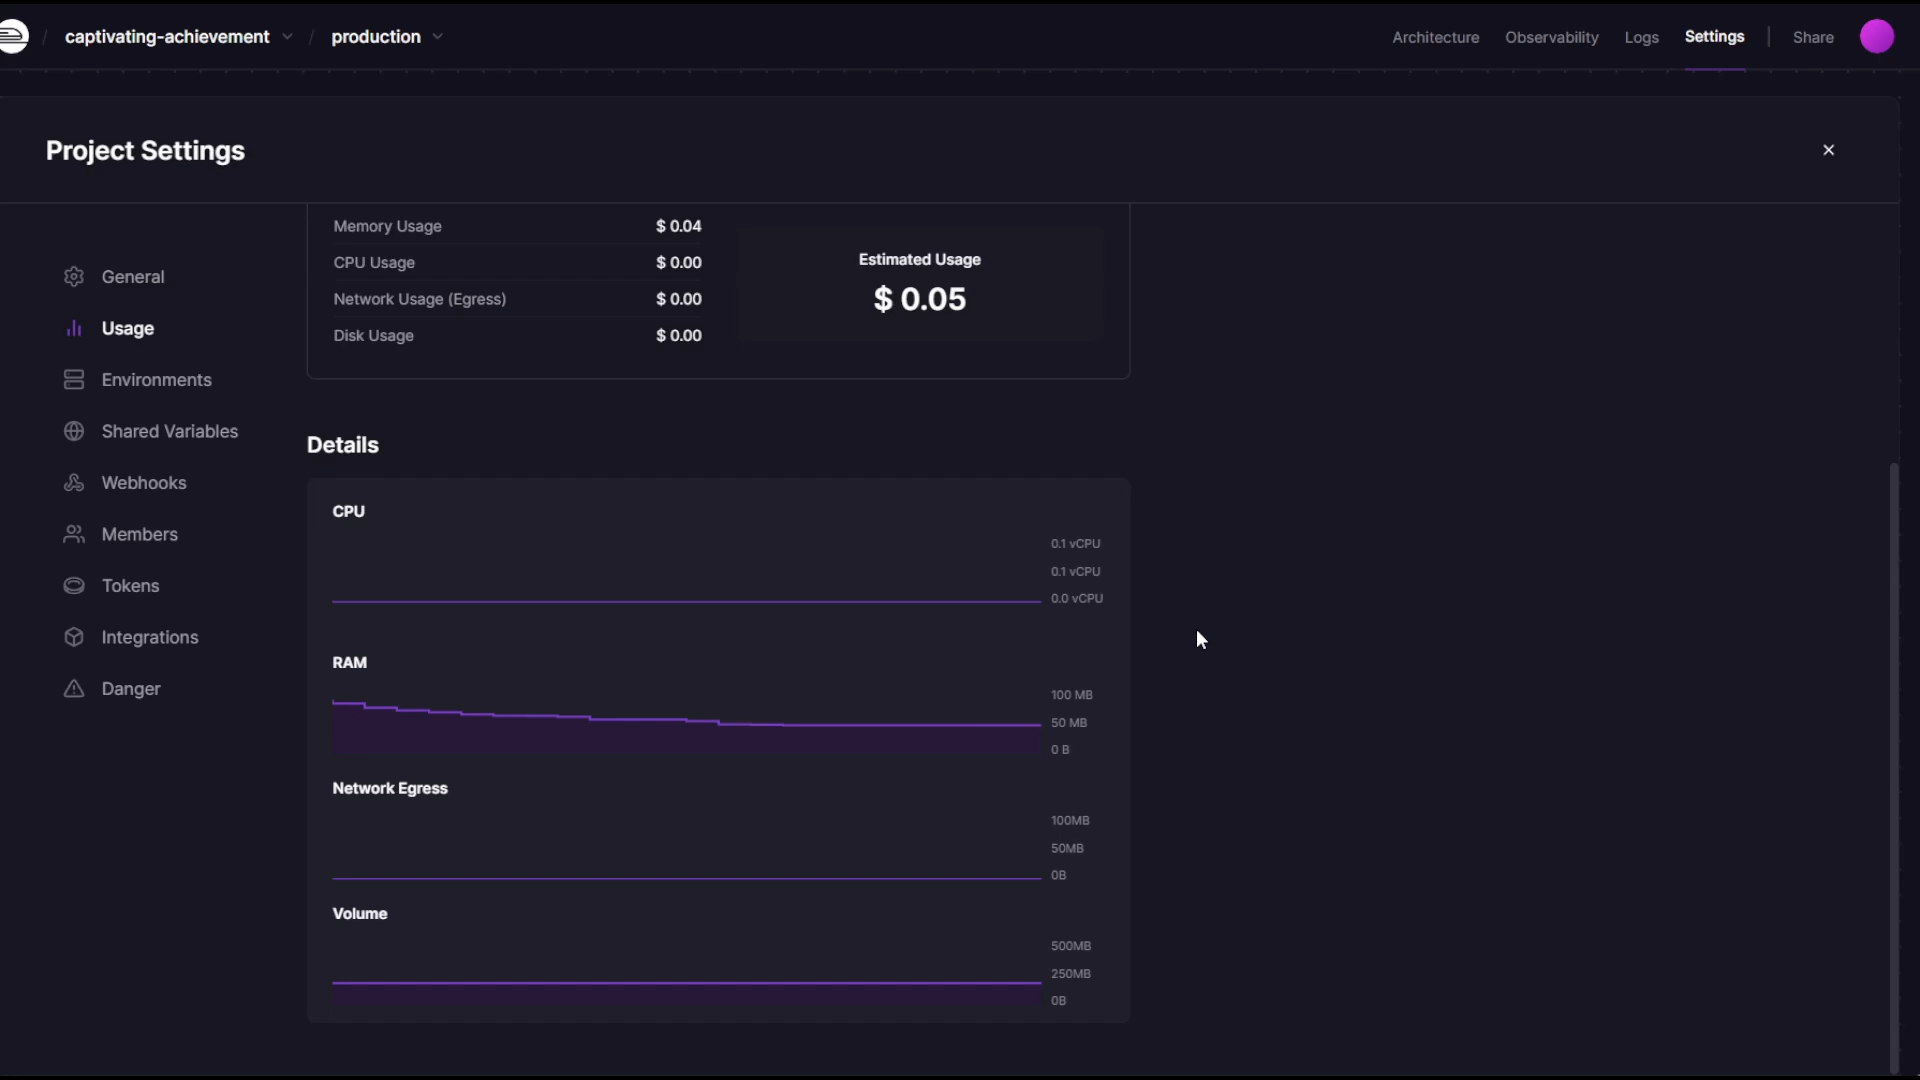 captivating-achievement / production
Architecture Observability Logs Settings | Share
Project Settings
General
Usage
Environments
Shared Variables
Webhooks
Members
Tokens
Integrations
Danger
Memory Usage $ 0.04
CPU Usage $ 0.00
Network Usage (Egress) $ 0.00
Disk Usage $ 0.00
Estimated Usage
$ 0.05
Details
CPU
0.1 vCPU
0.1 vCPU
0.0 vCPU
RAM
100 MB
50 MB
0 B
Network Egress
100MB
50MB
0B
Volume
500MB
250MB
0B